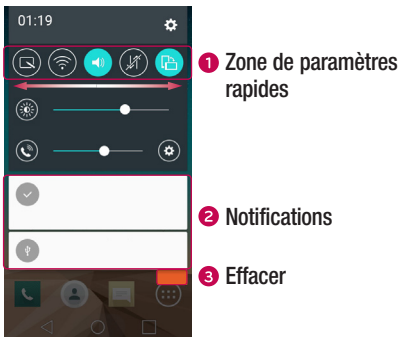 01:19
1 Zone de paramètres
rapides
2 Notifications
3 Effacer